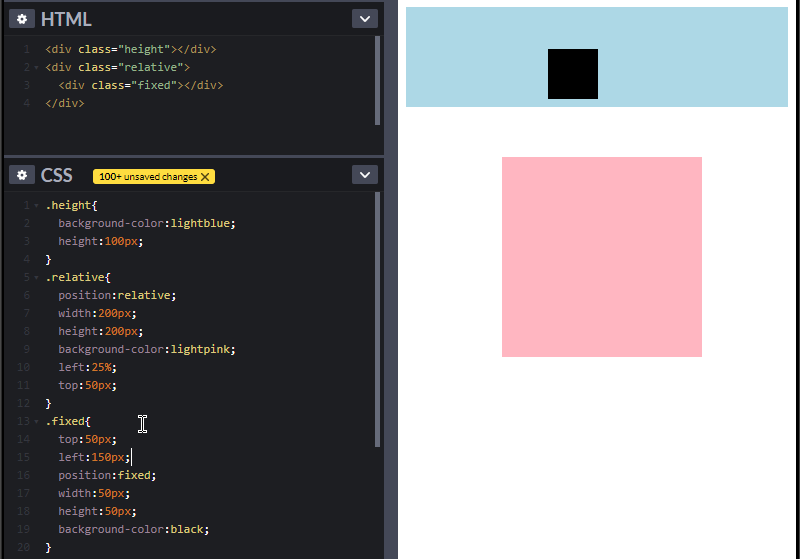 HTML
1 <div class="height"></div>
2 <div class="relative">
3   <div class="fixed"></div>
4 </div>
CSS 100+ unsaved changes X
1 .height{
2   background-color:lightblue;
3   height:100px;
4 }
5 .relative{
6   position:relative;
7   width:200px;
8   height:200px;
9   background-color:lightpink;
10   left:25%;
11   top:50px;
12 }
13 .fixed{
14   top:50px;
15   left:150px;
16   position:fixed;
17   width:50px;
18   height:50px;
19   background-color:black;
20 }